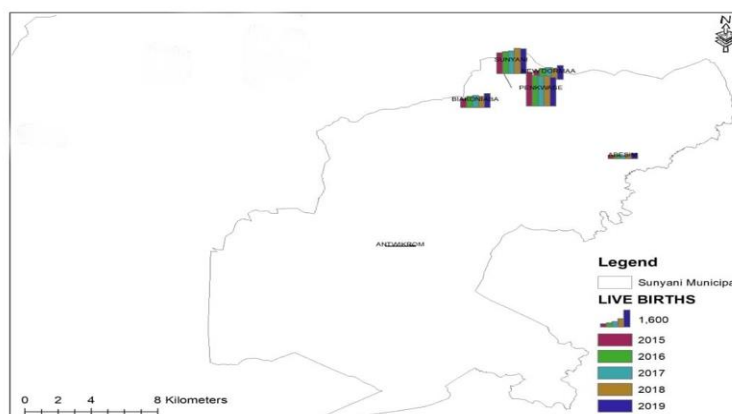 N
SUNYANI
NEW DORMAA
PENKWASE
BIAKONIABA
ABESIM
ANTWIKROM
Legend
Sunyani Municipa
LIVE BIRTHS
1,600
2015
2016
2017
2018
2019
0 2 4 8 Kilometers